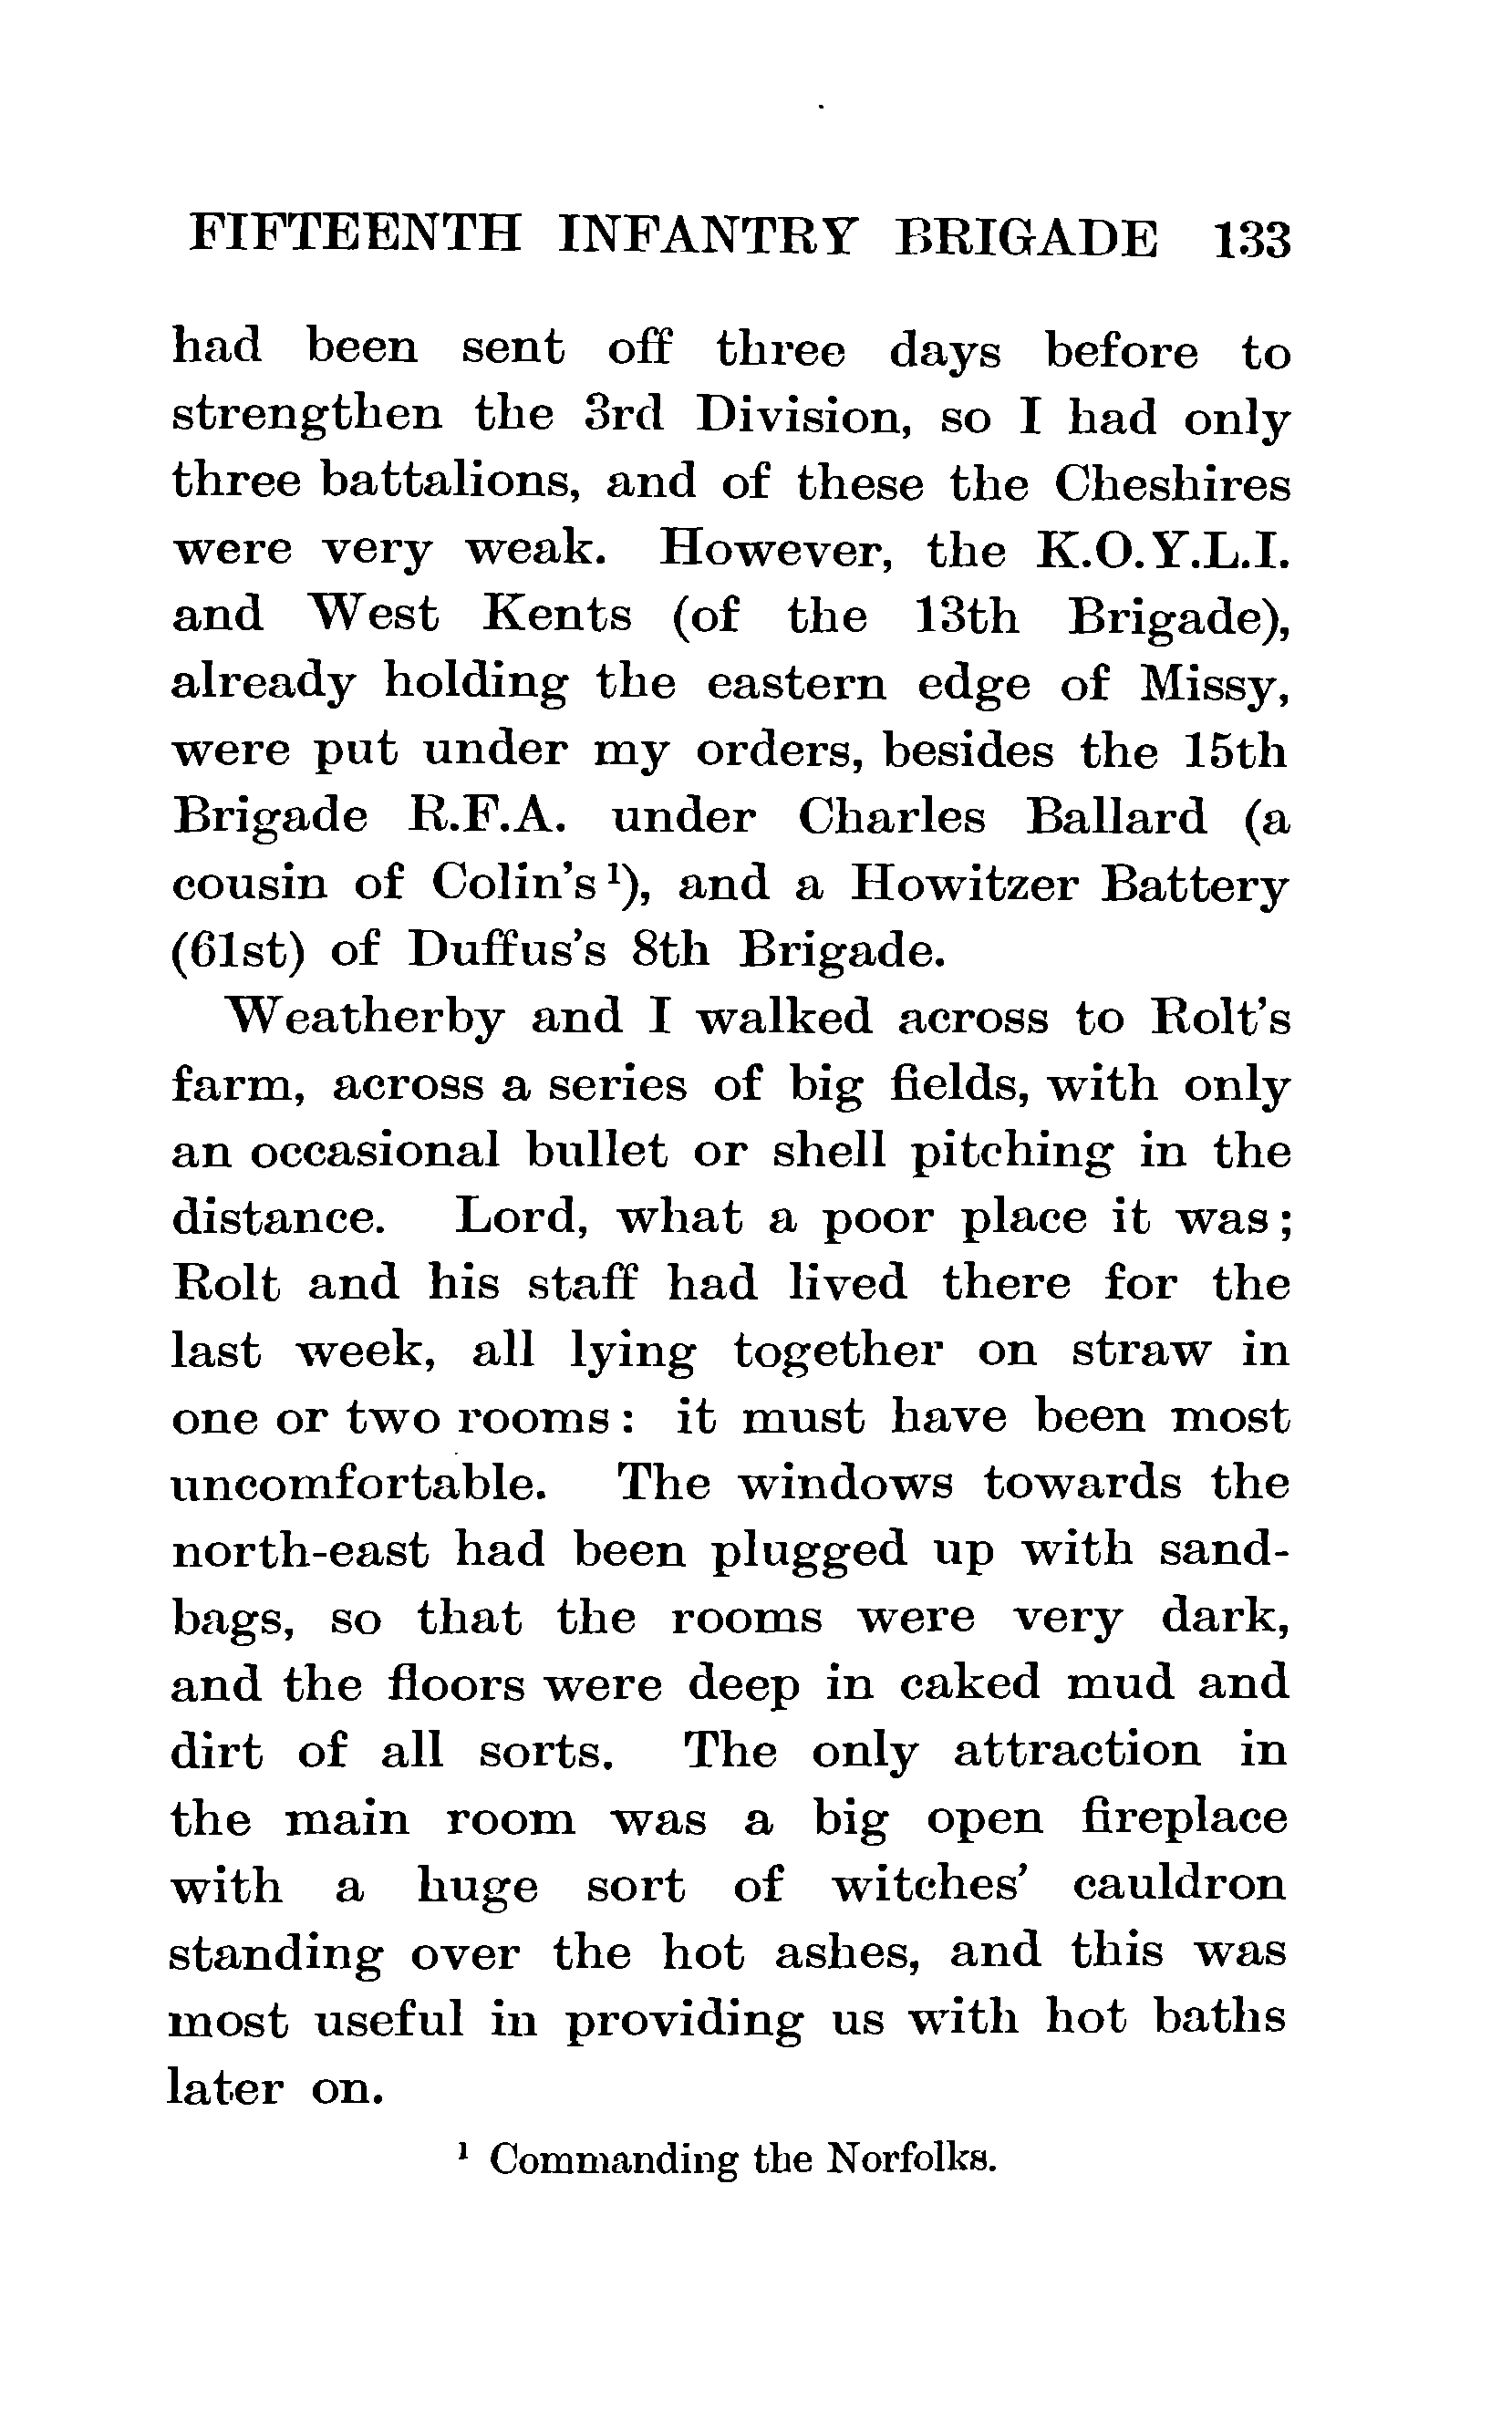 FIFTEENTH INFANTRY BRIGADE 133
had been sent off three days before to
strengthen the 3rd Division, so I had only
three battalions, and of these the Cheshires
were very weak. However, the K.O.Y.L.I.
and West Kents (of the 13th Brigade),
already holding the eastern edge of Missy,
were put under my orders, besides the 15th
Brigade R.F.A. under Charles Ballard (a
cousin of Colin's ¹), and a Howitzer Battery
(61st) of Duffus's 8th Brigade.
Weatherby and I walked across to Rolt's
farm, across a series of big fields, with only
an occasional bullet or shell pitching in the
distance. Lord, what a poor place it was;
Rolt and his staff had lived there for the
last week, all lying together on straw in
one or two rooms: it must have been most
uncomfortable. The windows towards the
north-east had been plugged up with sand-
bags, so that the rooms were very dark,
and the floors were deep in caked mud and
dirt of all sorts. The only attraction in
the main room was a big open fireplace
with a huge sort of witches' cauldron
standing over the hot ashes, and this was
most useful in providing us with hot baths
later on.
¹ Commanding the Norfolks.